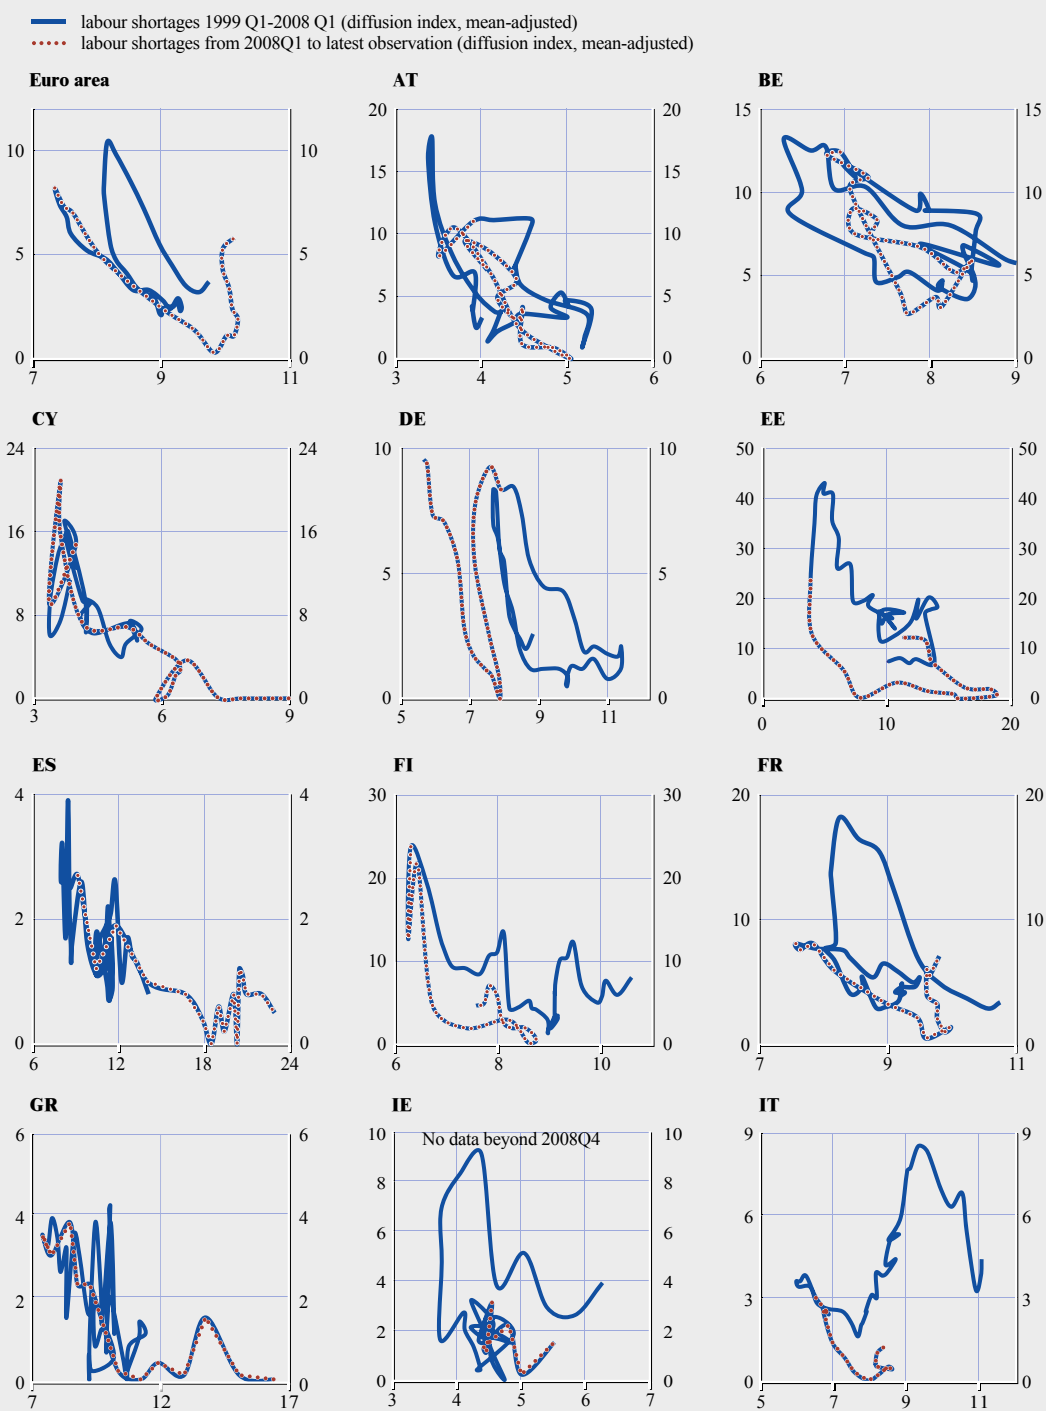 labour shortages 1999 Q1-2008 Q1 (diffusion index, mean-adjusted)
labour shortages from 2008Q1 to latest observation (diffusion index, mean-adjusted)
Euro area AT BE
20 20 15 15
10 10 15 15
10 10 10 10
5 5 5 5 5 5
0 0 0 0 0 0
7 9 11 3 4 5 6 6 7 8 9
CY DE EE
24 24 10 10 50 50
40 40
16 16 30 30
5 5
8 8 20 20
10 10
0 0 0 0 0 0
3 6 9 5 7 9 11 0 10 20
ES FI FR
4 4 30 30 20 20
20 20
2 2 10 10
10 10
0 0 0 0 0 0
6 12 18 24 6 8 10 7 9 11
GR IE IT
6 6 10 No data beyond 2008Q4 10 9 9
8 8
4 4 6 6 6 6
4 4
2 2 3 3
2 2
0 0 0 0 0 0
7 12 17 3 4 5 6 7 5 7 9 11